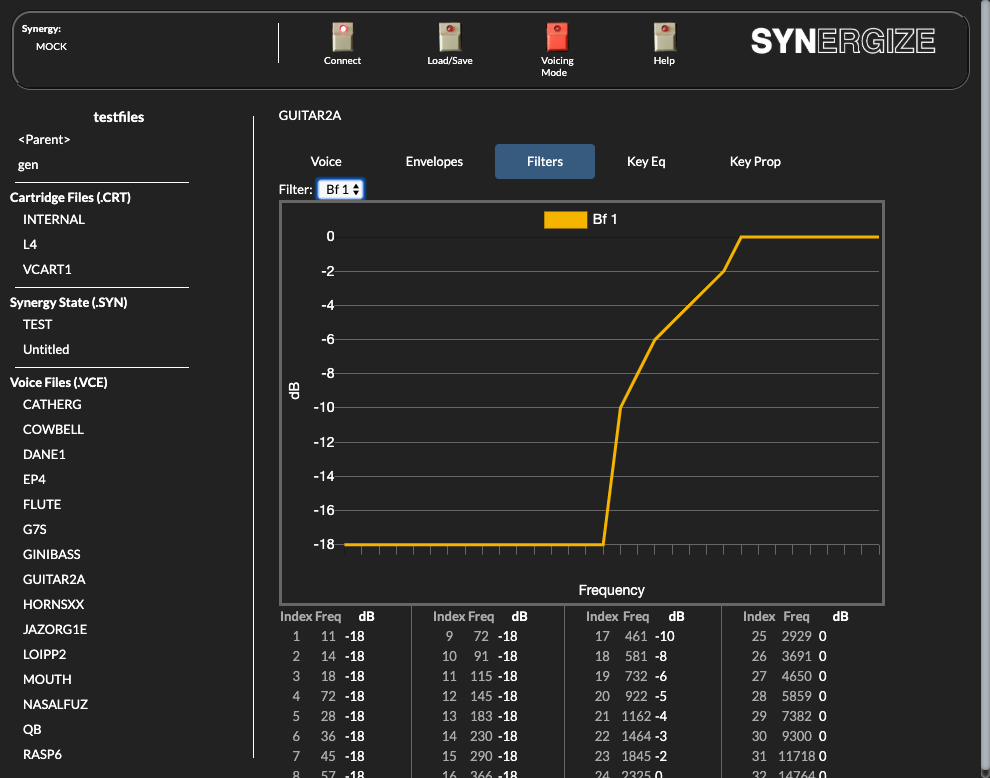 Synergy:
MOCK
Connect
Load/Save
Voicing
Mode
Help
SYNERGIZE
testfiles
<Parent>
gen
Cartridge Files (.CRT)
INTERNAL
L4
VCART1
Synergy State (.SYN)
TEST
Untitled
Voice Files (.VCE)
CATHERG
COWBELL
DANE1
EP4
FLUTE
G7S
GINIBASS
GUITAR2A
HORNSXX
JAZORG1E
LOIPP2
MOUTH
NASALFUZ
QB
RASP6
GUITAR2A
Voice Envelopes Filters Key Eq Key Prop
Filter: Bf 1
Bf 1
0
-2
-4
-6
-8
-10
-12
-14
-16
-18
dB
Frequency
Index Freq dB Index Freq dB Index Freq dB Index Freq dB
1 11 -18 9 72 -18 17 461 -10 25 2929 0
2 14 -18 10 91 -18 18 581 -8 26 3691 0
3 18 -18 11 115 -18 19 732 -6 27 4650 0
4 72 -18 12 145 -18 20 922 -5 28 5859 0
5 28 -18 13 183 -18 21 1162 -4 29 7382 0
6 36 -18 14 230 -18 22 1464 -3 30 9300 0
7 45 -18 15 290 -18 23 1845 -2 31 11718 0
8 57 -18 16 366 -18 24 2325 0 32 14764 0